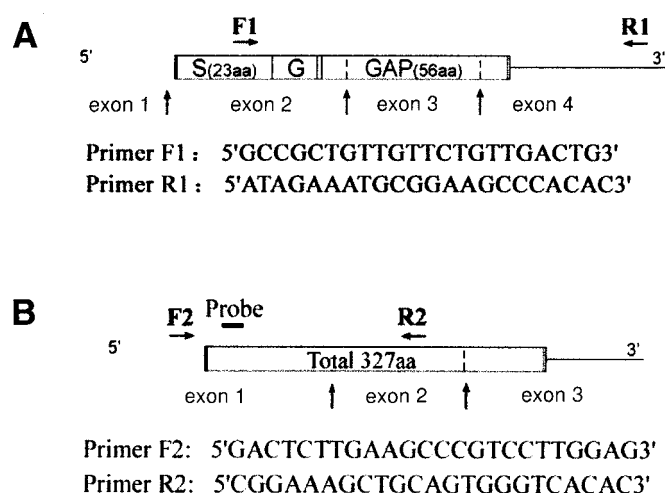 A
F1
R1
5'
3'
S(23aa) G GAP(56aa)
exon 1 exon 2 exon 3 exon 4
Primer F1: 5'GCCGCTGTTGTTCTGTTGACTG3'
Primer R1: 5'ATAGAAATGCGGAAGCCCACAC3'
B
F2
Probe
R2
5'
3'
Total 327aa
exon 1 exon 2 exon 3
Primer F2: 5'GACTCTTGAAGCCCGTCCTTGGAG3'
Primer R2: 5'CGGAAAGCTGCAGTGGGTCACAC3'